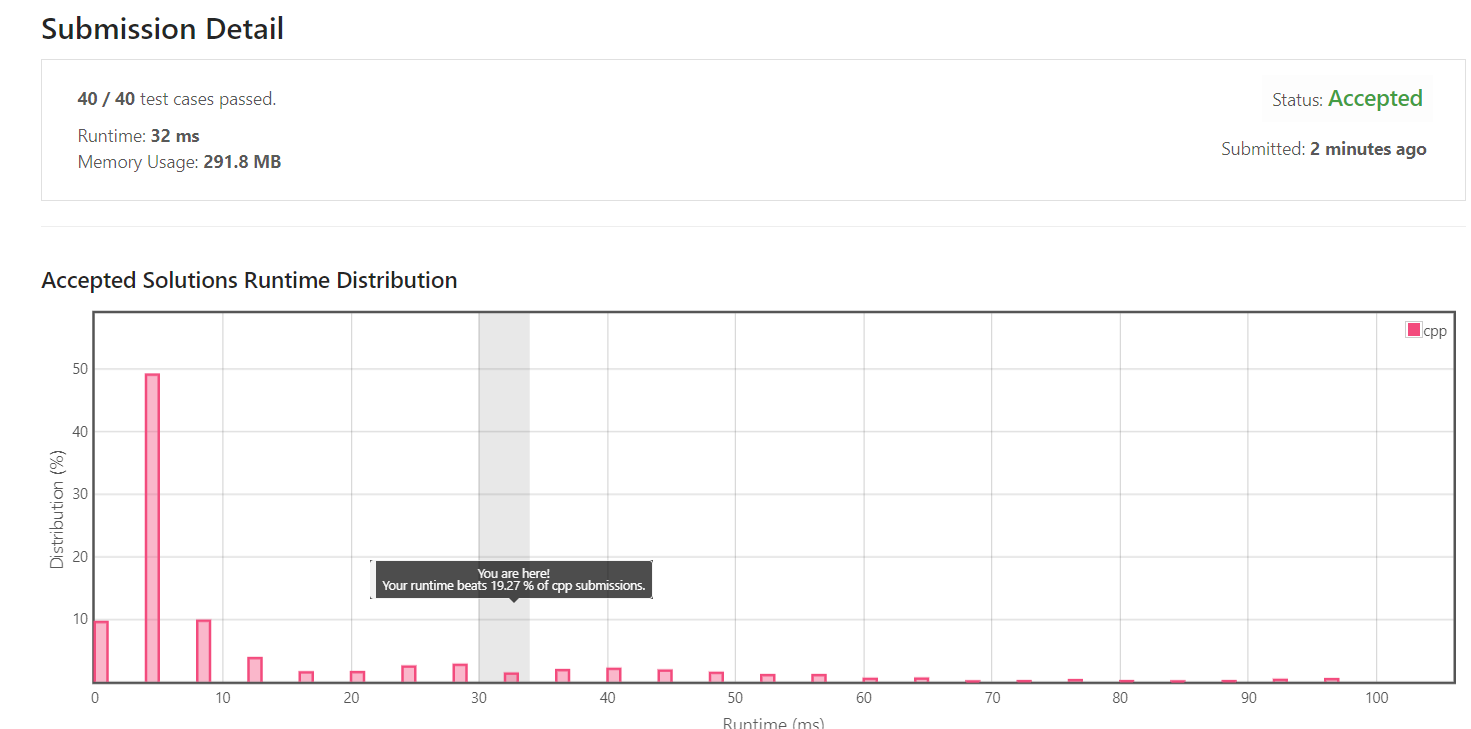 Submission Detail
40 / 40 test cases passed.
Status: Accepted
Runtime: 32 ms
Memory Usage: 291.8 MB
Submitted: 2 minutes ago
Accepted Solutions Runtime Distribution
cpp
50
40
30
20
10
Distribution (%)
You are here!
Your runtime beats 19.27 % of cpp submissions.
0 10 20 30 40 50 60 70 80 90 100
Runtime (ms)